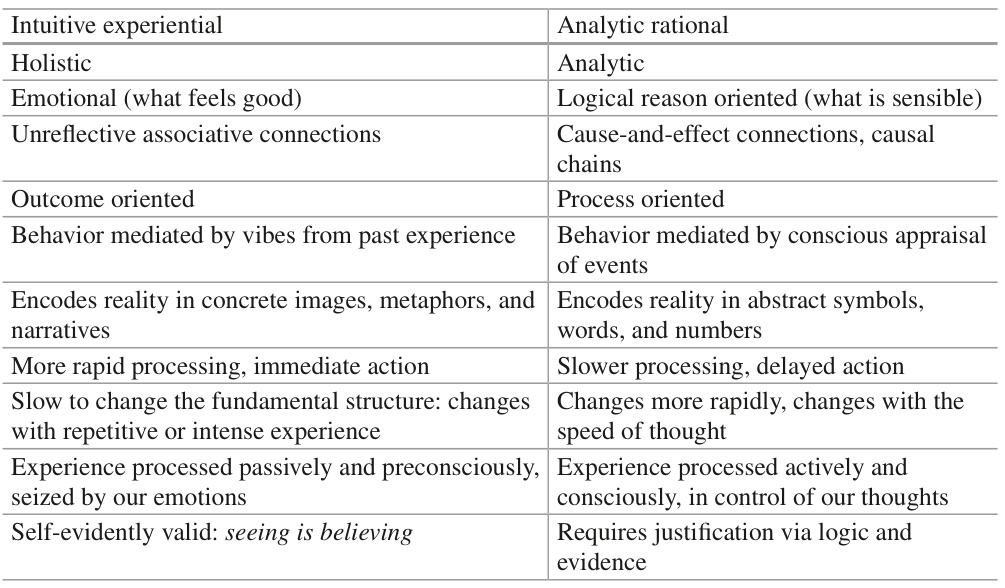 Intuitive experiential
Analytic rational
Holistic
Analytic
Emotional (what feels good)
Logical reason oriented (what is sensible)
Unreflective associative connections
Cause-and-effect connections, causal
chains
Outcome oriented
Process oriented
Behavior mediated by vibes from past experience
Behavior mediated by conscious appraisal
of events
Encodes reality in concrete images, metaphors, and
narratives
Encodes reality in abstract symbols,
words, and numbers
More rapid processing, immediate action
Slower processing, delayed action
Slow to change the fundamental structure: changes
with repetitive or intense experience
Changes more rapidly, changes with the
speed of thought
Experience processed passively and preconsciously,
seized by our emotions
Experience processed actively and
consciously, in control of our thoughts
Self-evidently valid: seeing is believing
Requires justification via logic and
evidence